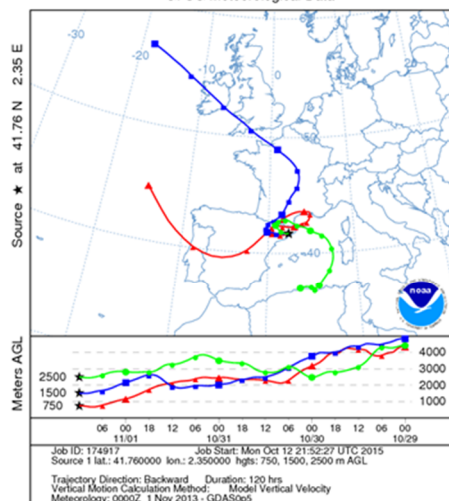 -30
-20
-10
0
50
40
noaa
Source ★ at 41.76 N 2.35 E
Meters AGL
2500
1500
750
4000
3000
2000
1000
06 00 18 12 06 00 18 12 06 00 18 12 06 00
11/01 10/31 10/30 10/29
Job ID: 174917 Job Start: Mon Oct 12 21:52:27 UTC 2015
Source 1 lat.: 41.760000 lon.: 2.350000 hgts: 750, 1500, 2500 m AGL
Trajectory Direction: Backward Duration: 120 hrs
Vertical Motion Calculation Method: Model Vertical Velocity
Meteorology: 0000Z 1 Nov 2013 - GDAS0p5